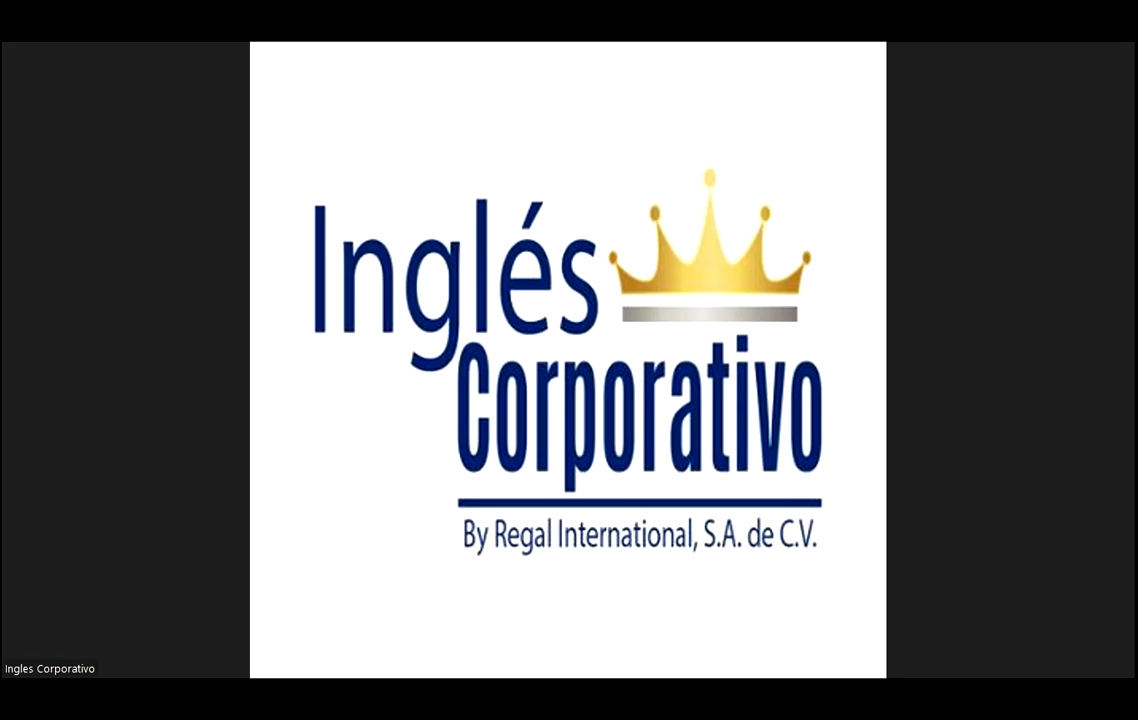 Inglés
Corporativo
By Regal International, S.A. de C.V.
Ingles Corporativo